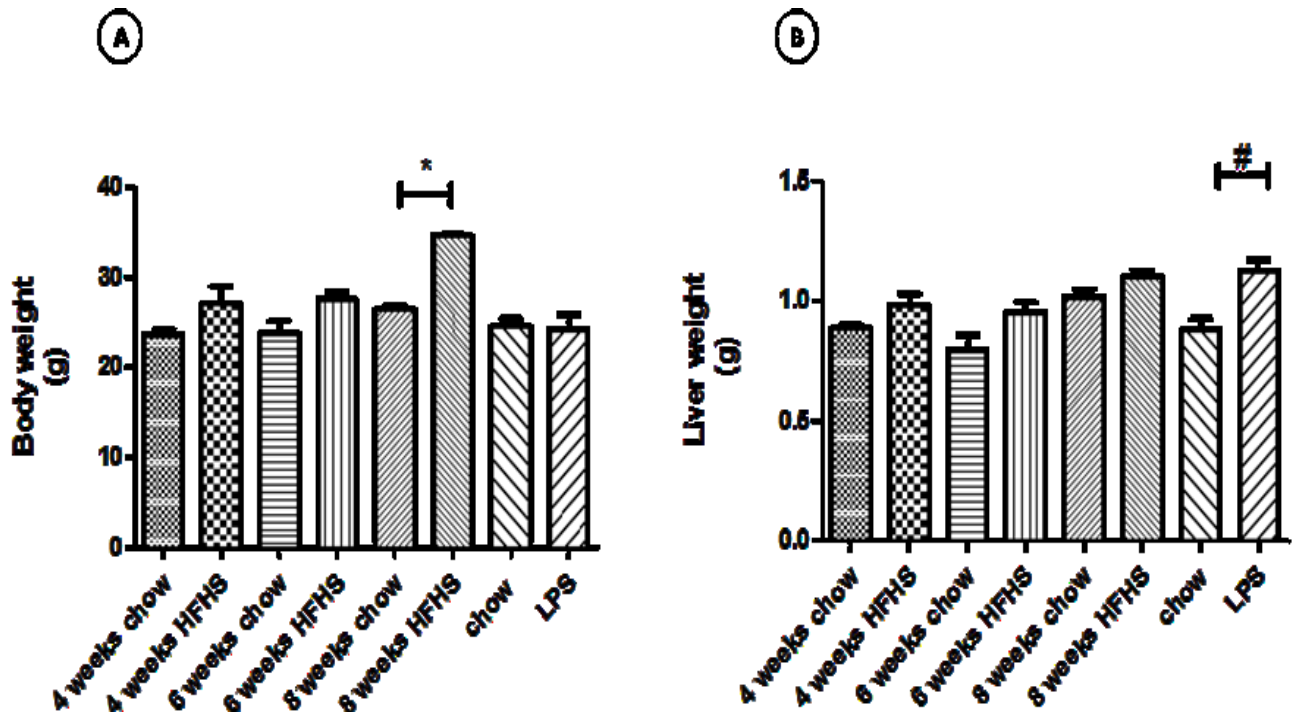 A
*
40
30
20
10
0
Body weight
(g)
4 weeks chow
4 weeks HFHS
6 weeks chow
6 weeks HFHS
8 weeks chow
8 weeks HFHS
chow
LPS
B
#
1.5
1.0
0.5
0.0
Liver weight
(g)
4 weeks chow
4 weeks HFHS
6 weeks chow
6 weeks HFHS
8 weeks chow
8 weeks HFHS
chow
LPS